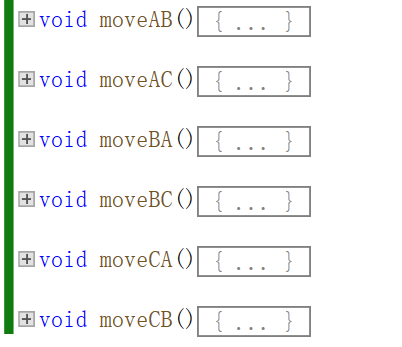 void moveAB() { ... }
void moveAC() { ... }
void moveBA() { ... }
void moveBC() { ... }
void moveCA() { ... }
void moveCB() { ... }